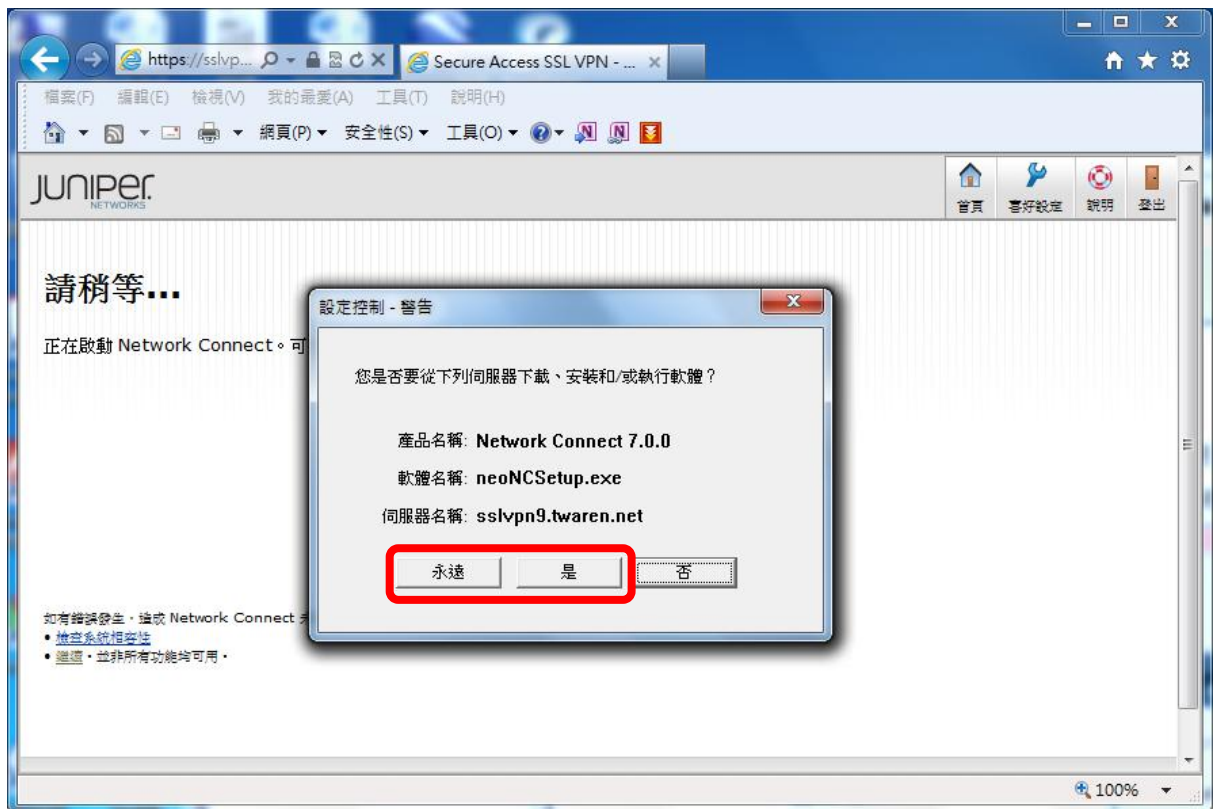 https://sslvp...
Secure Access SSL VPN - ...
檔案(F) 編輯(E) 檢視(V) 我的最愛(A) 工具(T) 說明(H)
網頁(P) 安全性(S) 工具(O)
JUNIPER
NETWORKS
首頁 喜好設定 說明 登出
請稍等...
正在啟動 Network Connect。可
設定控制 - 警告
您是否要從下列伺服器下載、安裝和/或執行軟體？
產品名稱: Network Connect 7.0.0
軟體名稱: neoNCSetup.exe
伺服器名稱: sslvpn9.twaren.net
永遠 是 否
如有錯誤發生，造成 Network Connect 未
• 檢查系統相容性
• 繼續。並非所有功能均可用。
100%